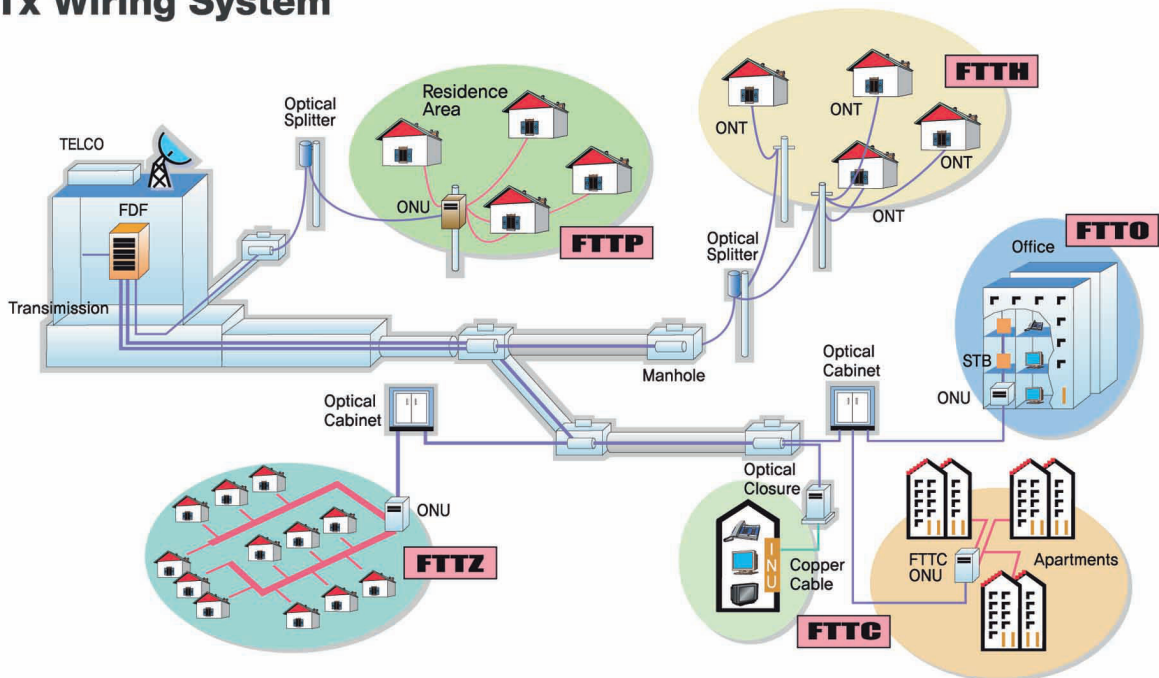 Tx Wiring System
TELCO
FDF
Transimission
Optical
Splitter
Residence
Area
ONU
FTTP
FTTH
ONT
ONT
ONT
ONT
Optical
Splitter
Manhole
FTTO
Office
STB
ONU
Optical
Cabinet
Optical
Cabinet
ONU
FTTZ
Optical
Closure
INU
Copper
Cable
FTTC
FTTC
ONU
Apartments